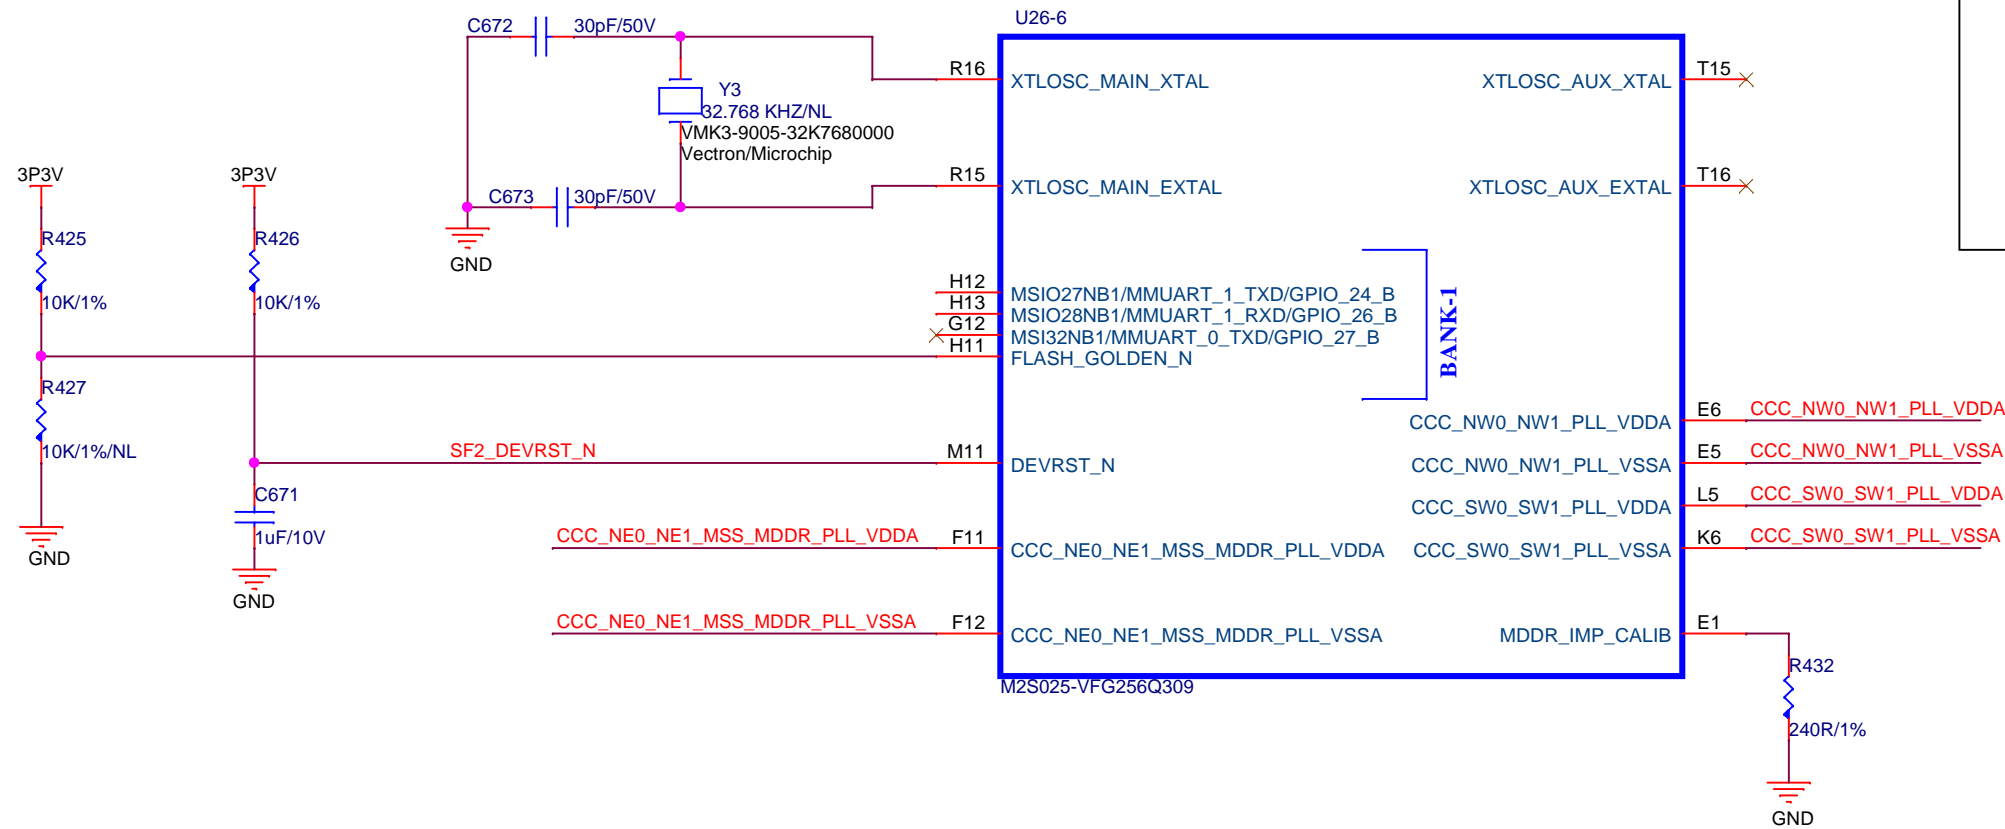 U26-6
C672
30pF/50V
R16
XTLOSC_MAIN_XTAL
XTLOSC_AUX_XTAL
T15
Y3
32.768 KHZ/NL
VMK3-9005-32K7680000
Vectron/Microchip
3P3V
3P3V
C673
30pF/50V
R15
XTLOSC_MAIN_EXTAL
XTLOSC_AUX_EXTAL
T16
R425
R426
GND
10K/1%
10K/1%
H12
MSIO27NB1/MMUART_1_TXD/GPIO_24_B
H13
MSIO28NB1/MMUART_1_RXD/GPIO_26_B
G12
MSI32NB1/MMUART_0_TXD/GPIO_27_B
H11
FLASH_GOLDEN_N
BANK-1
R427
10K/1%/NL
CCC_NW0_NW1_PLL_VDDA
E6
CCC_NW0_NW1_PLL_VDDA
SF2_DEVRST_N
M11
DEVRST_N
CCC_NW0_NW1_PLL_VSSA
E5
CCC_NW0_NW1_PLL_VSSA
C671
1uF/10V
CCC_SW0_SW1_PLL_VDDA
L5
CCC_SW0_SW1_PLL_VDDA
GND
CCC_NE0_NE1_MSS_MDDR_PLL_VDDA
F11
CCC_NE0_NE1_MSS_MDDR_PLL_VDDA
CCC_SW0_SW1_PLL_VSSA
K6
CCC_SW0_SW1_PLL_VSSA
GND
CCC_NE0_NE1_MSS_MDDR_PLL_VSSA
F12
CCC_NE0_NE1_MSS_MDDR_PLL_VSSA
MDDR_IMP_CALIB
E1
R432
240R/1%
M2S025-VFG256Q309
GND